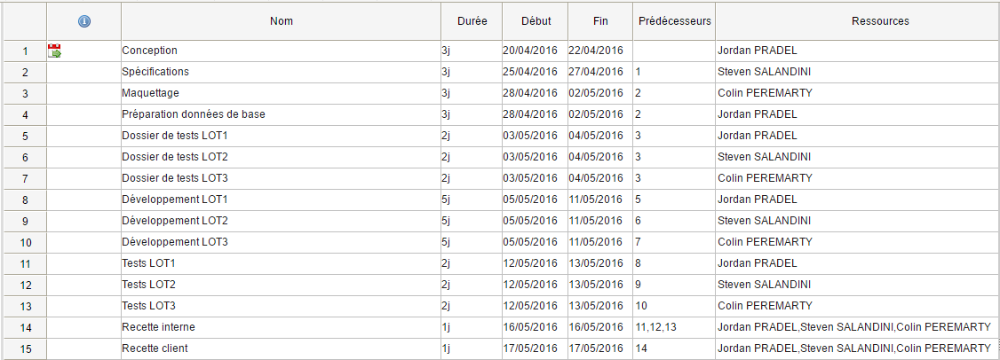 Nom Durée Début Fin Prédécesseurs Ressources
1 Conception 3j 20/04/2016 22/04/2016 Jordan PRADEL
2 Spécifications 3j 25/04/2016 27/04/2016 1 Steven SALANDINI
3 Maquettage 3j 28/04/2016 02/05/2016 2 Colin PEREMARTY
4 Préparation données de base 3j 28/04/2016 02/05/2016 2 Jordan PRADEL
5 Dossier de tests LOT1 2j 03/05/2016 04/05/2016 3 Jordan PRADEL
6 Dossier de tests LOT2 2j 03/05/2016 04/05/2016 3 Steven SALANDINI
7 Dossier de tests LOT3 2j 03/05/2016 04/05/2016 3 Colin PEREMARTY
8 Développement LOT1 5j 05/05/2016 11/05/2016 5 Jordan PRADEL
9 Développement LOT2 5j 05/05/2016 11/05/2016 6 Steven SALANDINI
10 Développement LOT3 5j 05/05/2016 11/05/2016 7 Colin PEREMARTY
11 Tests LOT1 2j 12/05/2016 13/05/2016 8 Jordan PRADEL
12 Tests LOT2 2j 12/05/2016 13/05/2016 9 Steven SALANDINI
13 Tests LOT3 2j 12/05/2016 13/05/2016 10 Colin PEREMARTY
14 Recette interne 1j 16/05/2016 16/05/2016 11,12,13 Jordan PRADEL,Steven SALANDINI,Colin PEREMARTY
15 Recette client 1j 17/05/2016 17/05/2016 14 Jordan PRADEL,Steven SALANDINI,Colin PEREMARTY